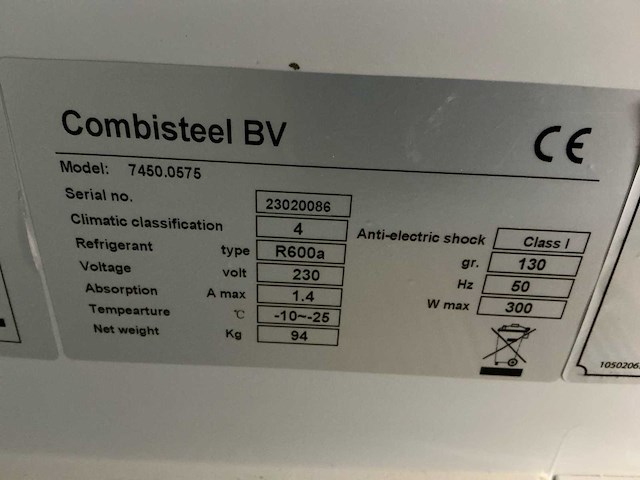 Combisteel BV
CE
Model: 7450.0575
Serial no. 23020086
Climatic classification 4 Anti-electric shock Class I
Refrigerant type R600a gr. 130
Voltage volt 230 Hz 50
Absorption A max 1.4 W max 300
Tempearture ℃ -10~-25
Net weight Kg 94